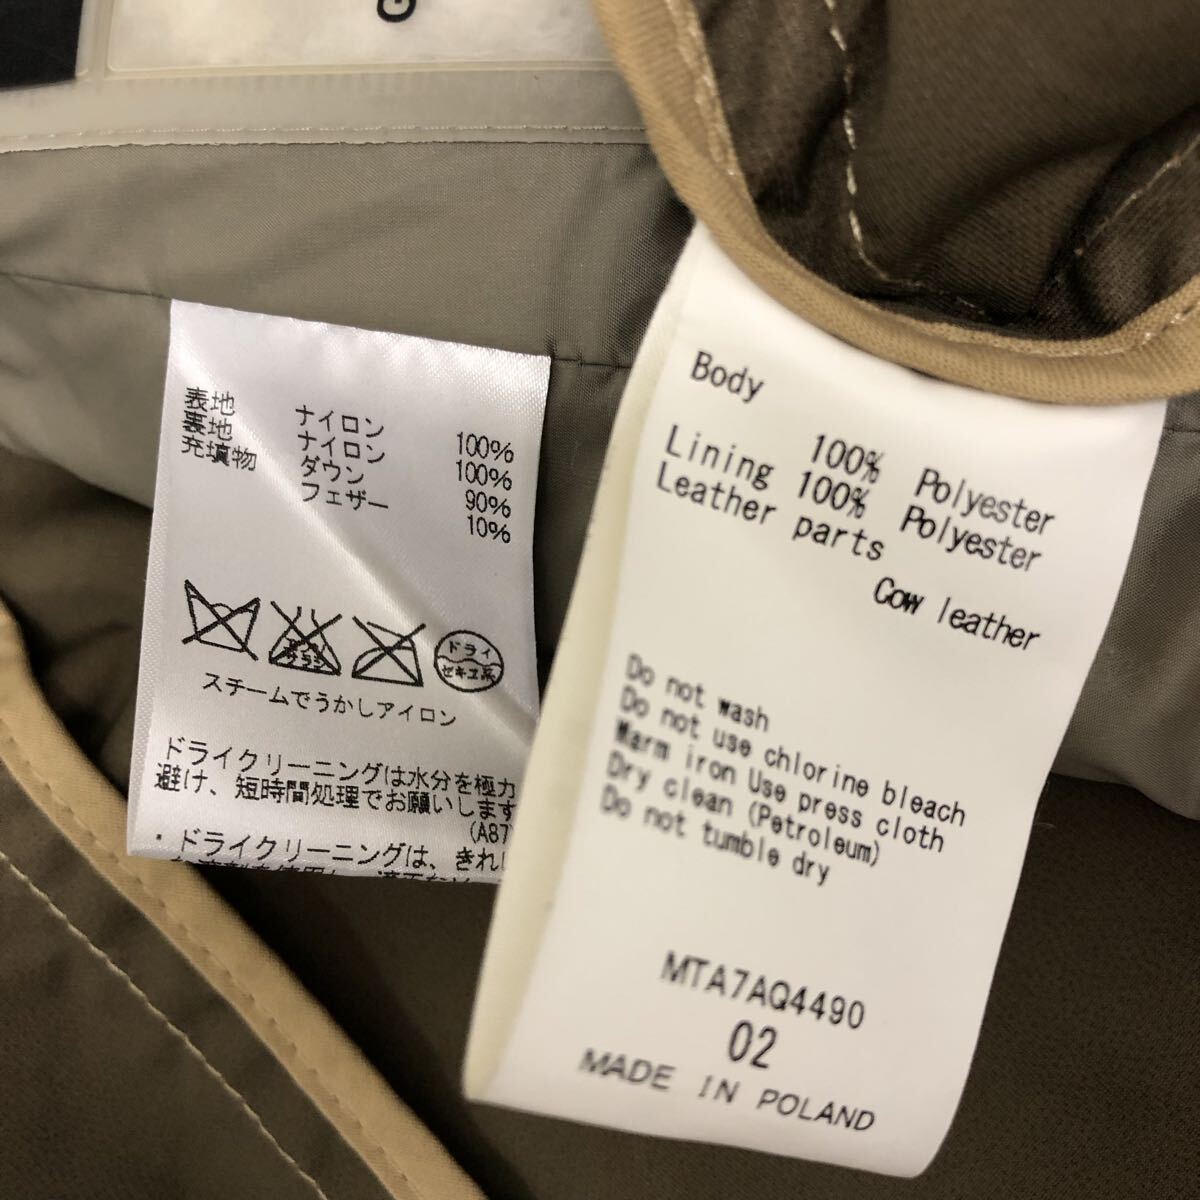 G
表地 ナイロン 100%
裏地 ナイロン 100%
充填物 ダウン 90%
フェザー 10%
ドライ
セキユ系
スチームでうかしアイロン
ドライクリーニングは水分を極力
避け、短時間処理でお願いします
(A87)
・ドライクリーニングは、きれい
Body
100% Polyester
Lining 100% Polyester
Leather parts
Cow leather
Do not wash
Do not use chlorine bleach
Warm iron Use press cloth
Dry clean (Petroleum)
Do not tumble dry
MTA7AQ4490
02
MADE IN POLAND